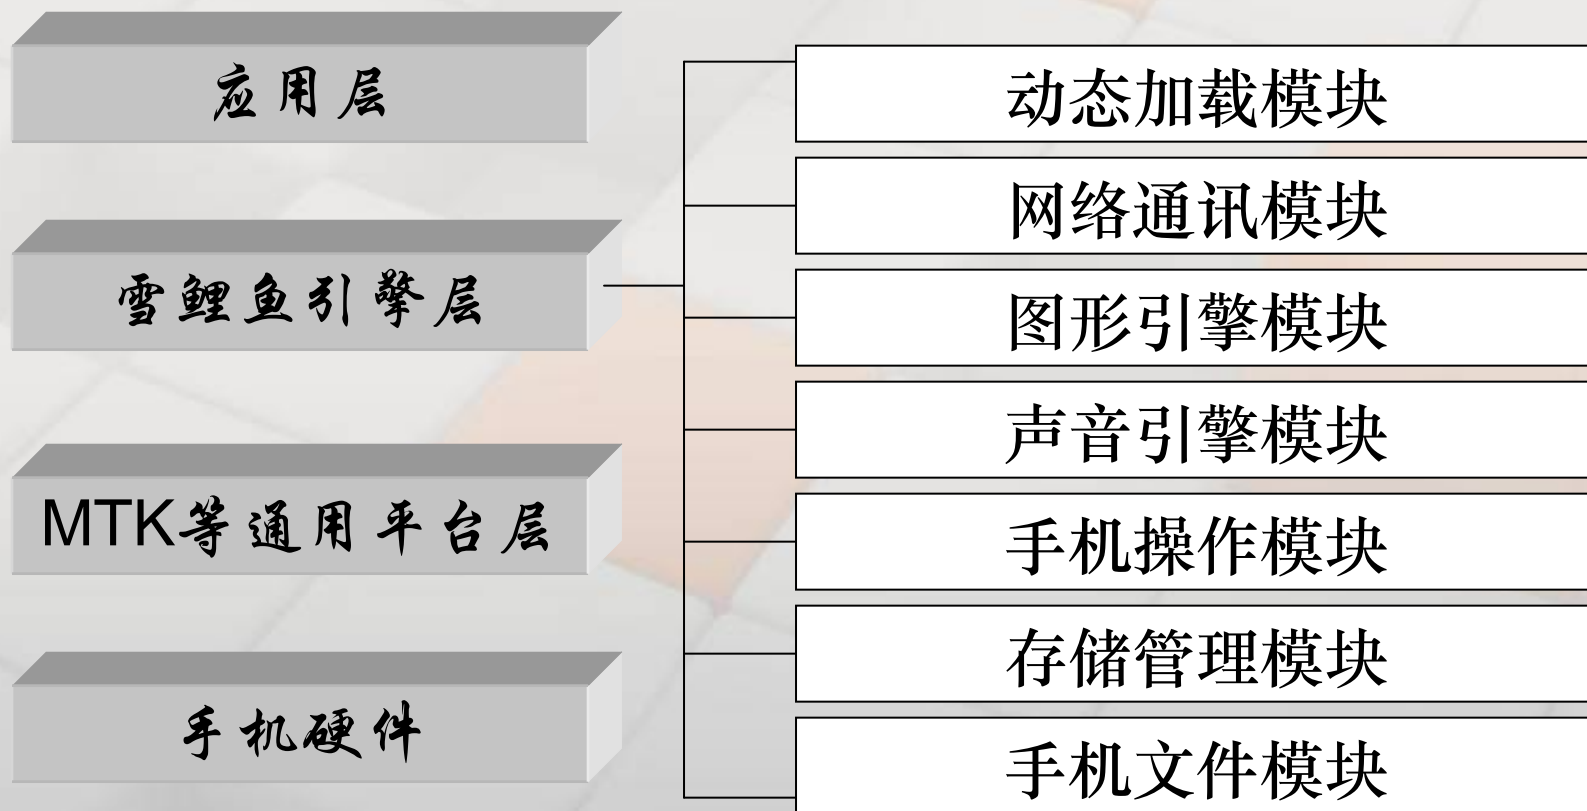 应用层
雪鲤鱼引擎层
MTK等通用平台层
手机硬件
动态加载模块
网络通讯模块
图形引擎模块
声音引擎模块
手机操作模块
存储管理模块
手机文件模块